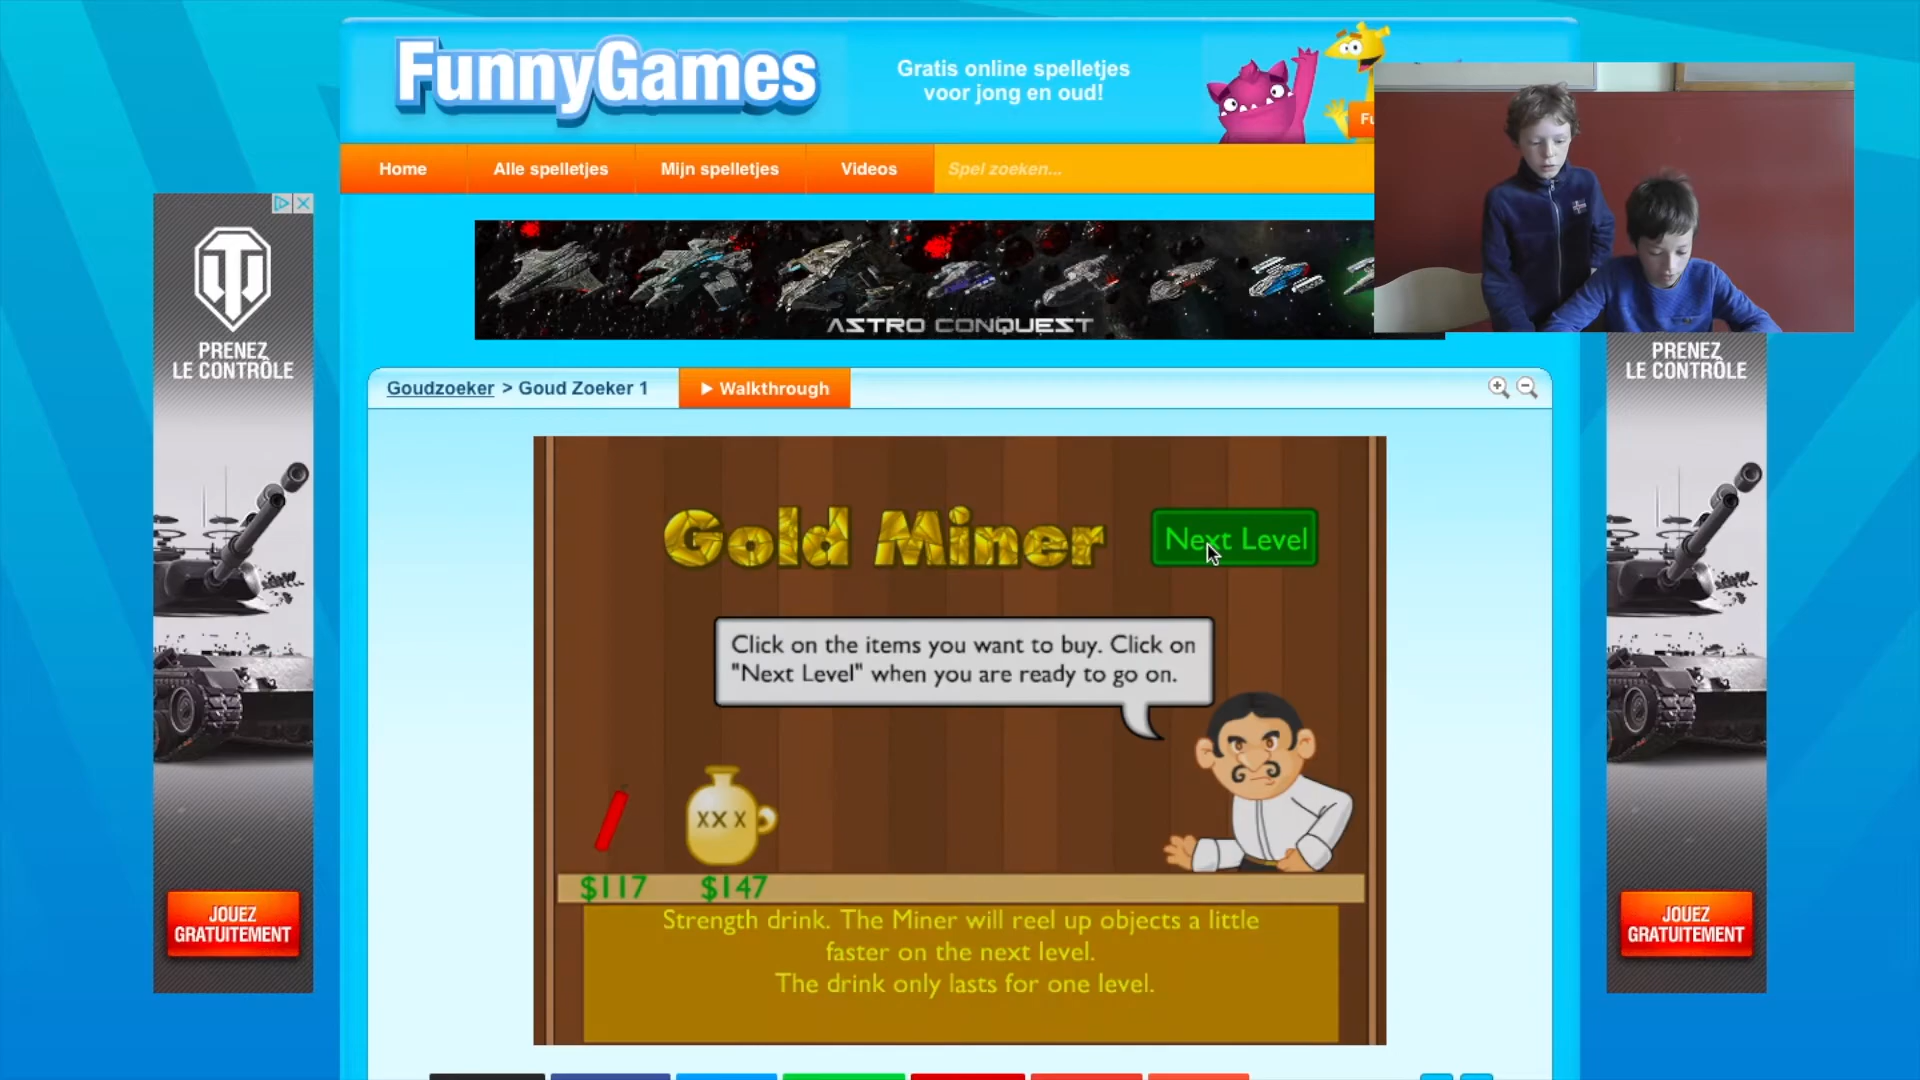 FunnyGames
Gratis online spelletjes
voor jong en oud!
Fu
Home
Alle spelletjes
Mijn spelletjes
Videos
Spel zoeken...
ASTRO CONQUEST
PRENEZ
LE CONTRÔLE
JOUEZ
GRATUITEMENT
Goudzoeker > Goud Zoeker 1
Walkthrough
Gold Miner
Next Level
Click on the items you want to buy. Click on
"Next Level" when you are ready to go on.
XXX
$117
$147
Strength drink. The Miner will reel up objects a little
faster on the next level.
The drink only lasts for one level.
PRENEZ
LE CONTRÔLE
JOUEZ
GRATUITEMENT